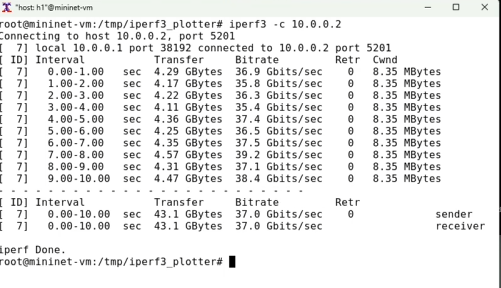 "host: h1"@mininet-vm
root@mininet-vm:/tmp/iperf3_plotter# iperf3 -c 10.0.0.2
Connecting to host 10.0.0.2, port 5201
[  7] local 10.0.0.1 port 38192 connected to 10.0.0.2 port 5201
[ ID] Interval           Transfer     Bitrate         Retr  Cwnd
[  7]   0.00-1.00   sec  4.29 GBytes  36.9 Gbits/sec    0   8.35 MBytes
[  7]   1.00-2.00   sec  4.17 GBytes  35.8 Gbits/sec    0   8.35 MBytes
[  7]   2.00-3.00   sec  4.22 GBytes  36.3 Gbits/sec    0   8.35 MBytes
[  7]   3.00-4.00   sec  4.11 GBytes  35.4 Gbits/sec    0   8.35 MBytes
[  7]   4.00-5.00   sec  4.36 GBytes  37.4 Gbits/sec    0   8.35 MBytes
[  7]   5.00-6.00   sec  4.25 GBytes  36.5 Gbits/sec    0   8.35 MBytes
[  7]   6.00-7.00   sec  4.35 GBytes  37.5 Gbits/sec    0   8.35 MBytes
[  7]   7.00-8.00   sec  4.57 GBytes  39.2 Gbits/sec    0   8.35 MBytes
[  7]   8.00-9.00   sec  4.31 GBytes  37.1 Gbits/sec    0   8.35 MBytes
[  7]   9.00-10.00  sec  4.47 GBytes  38.4 Gbits/sec    0   8.35 MBytes
- - - - - - - - - - - - - - - - - - - - - - - - -
[ ID] Interval           Transfer     Bitrate         Retr
[  7]   0.00-10.00  sec  43.1 GBytes  37.0 Gbits/sec    0             sender
[  7]   0.00-10.00  sec  43.1 GBytes  37.0 Gbits/sec                  receiver
iperf Done.
root@mininet-vm:/tmp/iperf3_plotter#